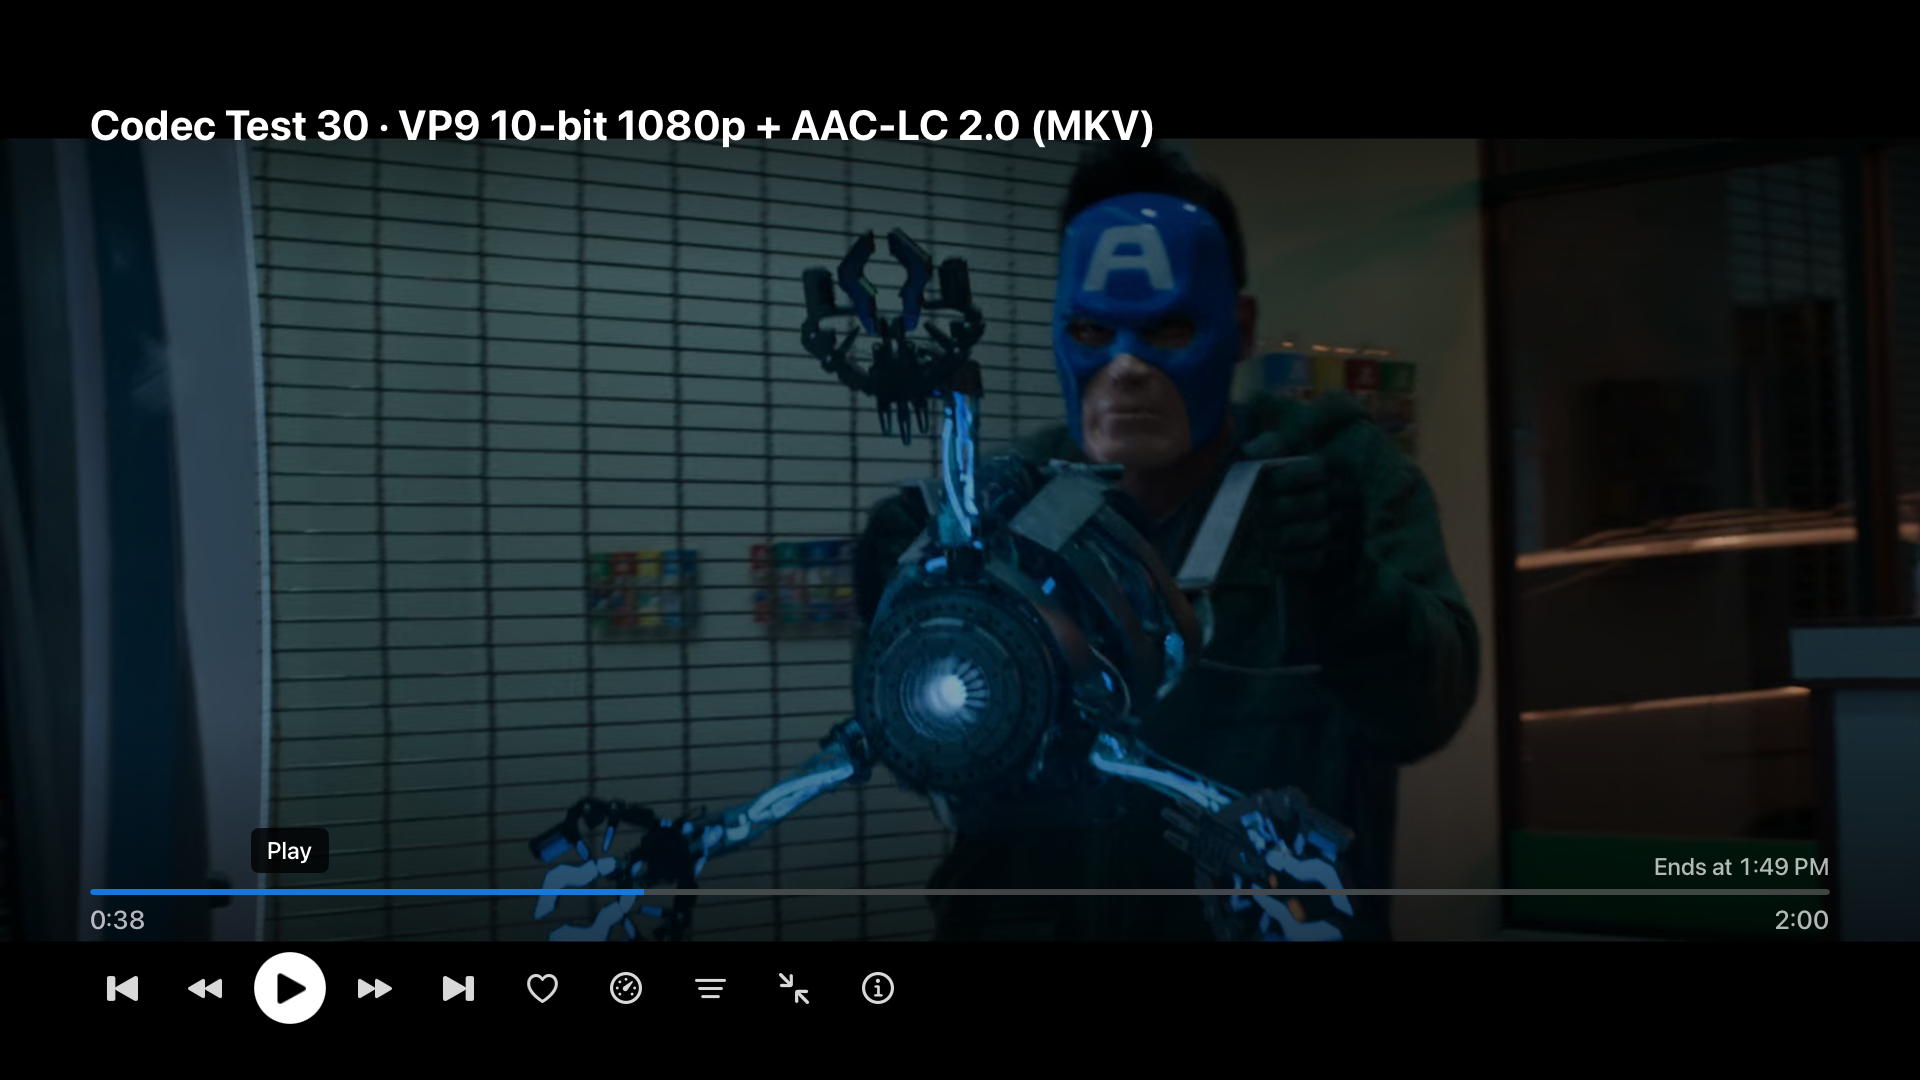 Codec Test 30 · VP9 10-bit 1080p + AAC-LC 2.0 (MKV)
A
Play
Ends at 1:49 PM
0:38
2:00